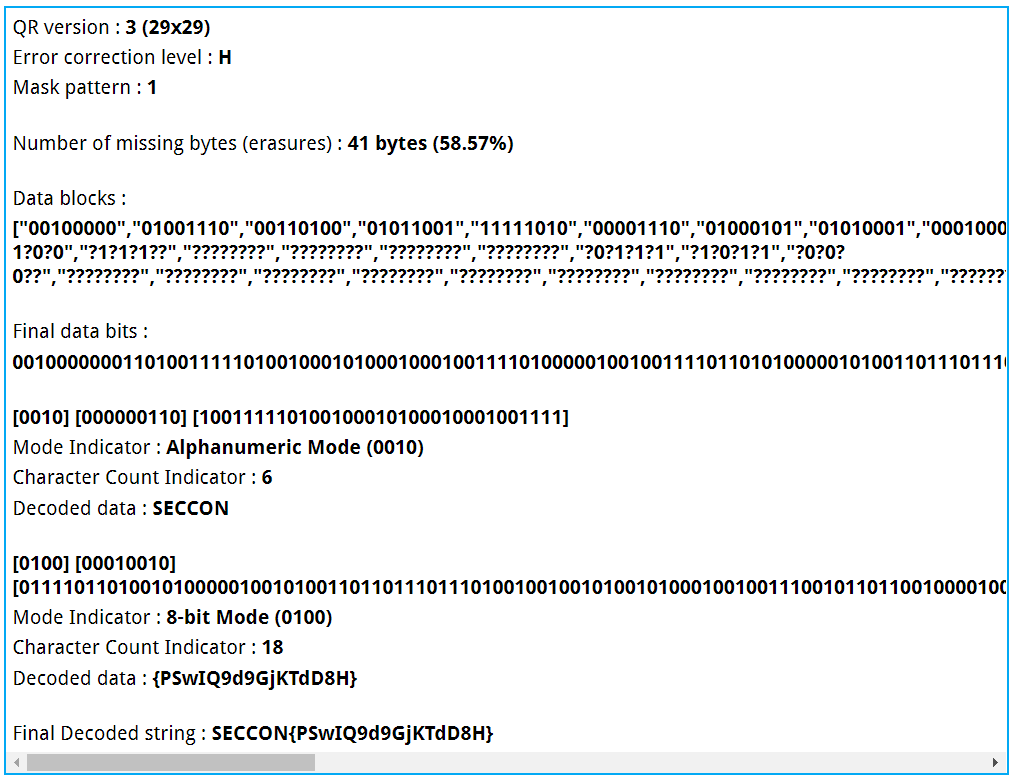 QR version : 3 (29x29)
Error correction level : H
Mask pattern : 1
Number of missing bytes (erasures) : 41 bytes (58.57%)
Data blocks :
["00100000","01001110","00110100","01011001","11111010","00001110","01000101","01010001","0001000
1?0?0","?1?1?1??","????????","????????","????????","????????","?0?1?1?1","?1?0?1?1","?0?0?
0??","????????","????????","????????","????????","????????","????????","????????","????????","????????","??????
Final data bits :
001000000011010011111010010001010001000100111101000001001001111011010100000101001101110111
[0010] [000000110] [100111110100100010100010001001111]
Mode Indicator : Alphanumeric Mode (0010)
Character Count Indicator : 6
Decoded data : SECCON
[0100] [00010010]
[011110110100101000001001010011011011101110100100100101001010001001001110010110110010000100
Mode Indicator : 8-bit Mode (0100)
Character Count Indicator : 18
Decoded data : {PSwIQ9d9GjKTdD8H}
Final Decoded string : SECCON{PSwIQ9d9GjKTdD8H}